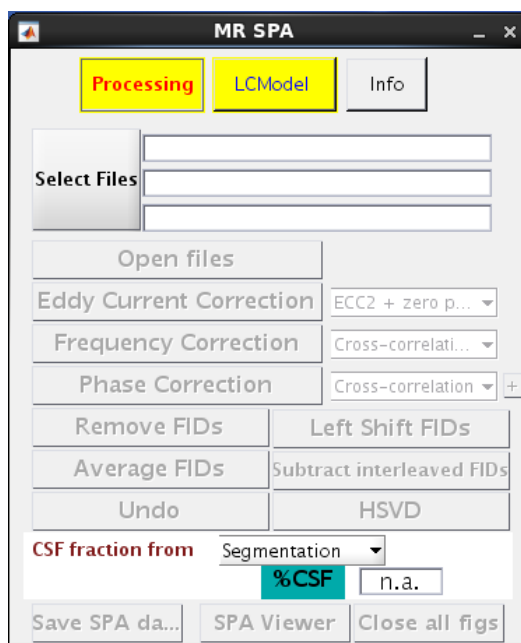 MR SPA
Processing LCModel Info
Select Files
Open files
Eddy Current Correction ECC2 + zero p...
Frequency Correction Cross-correlati...
Phase Correction Cross-correlation +
Remove FIDs Left Shift FIDs
Average FIDs Subtract interleaved FIDs
Undo HSVD
CSF fraction from Segmentation
%CSF n.a.
Save SPA da... SPA Viewer Close all figs